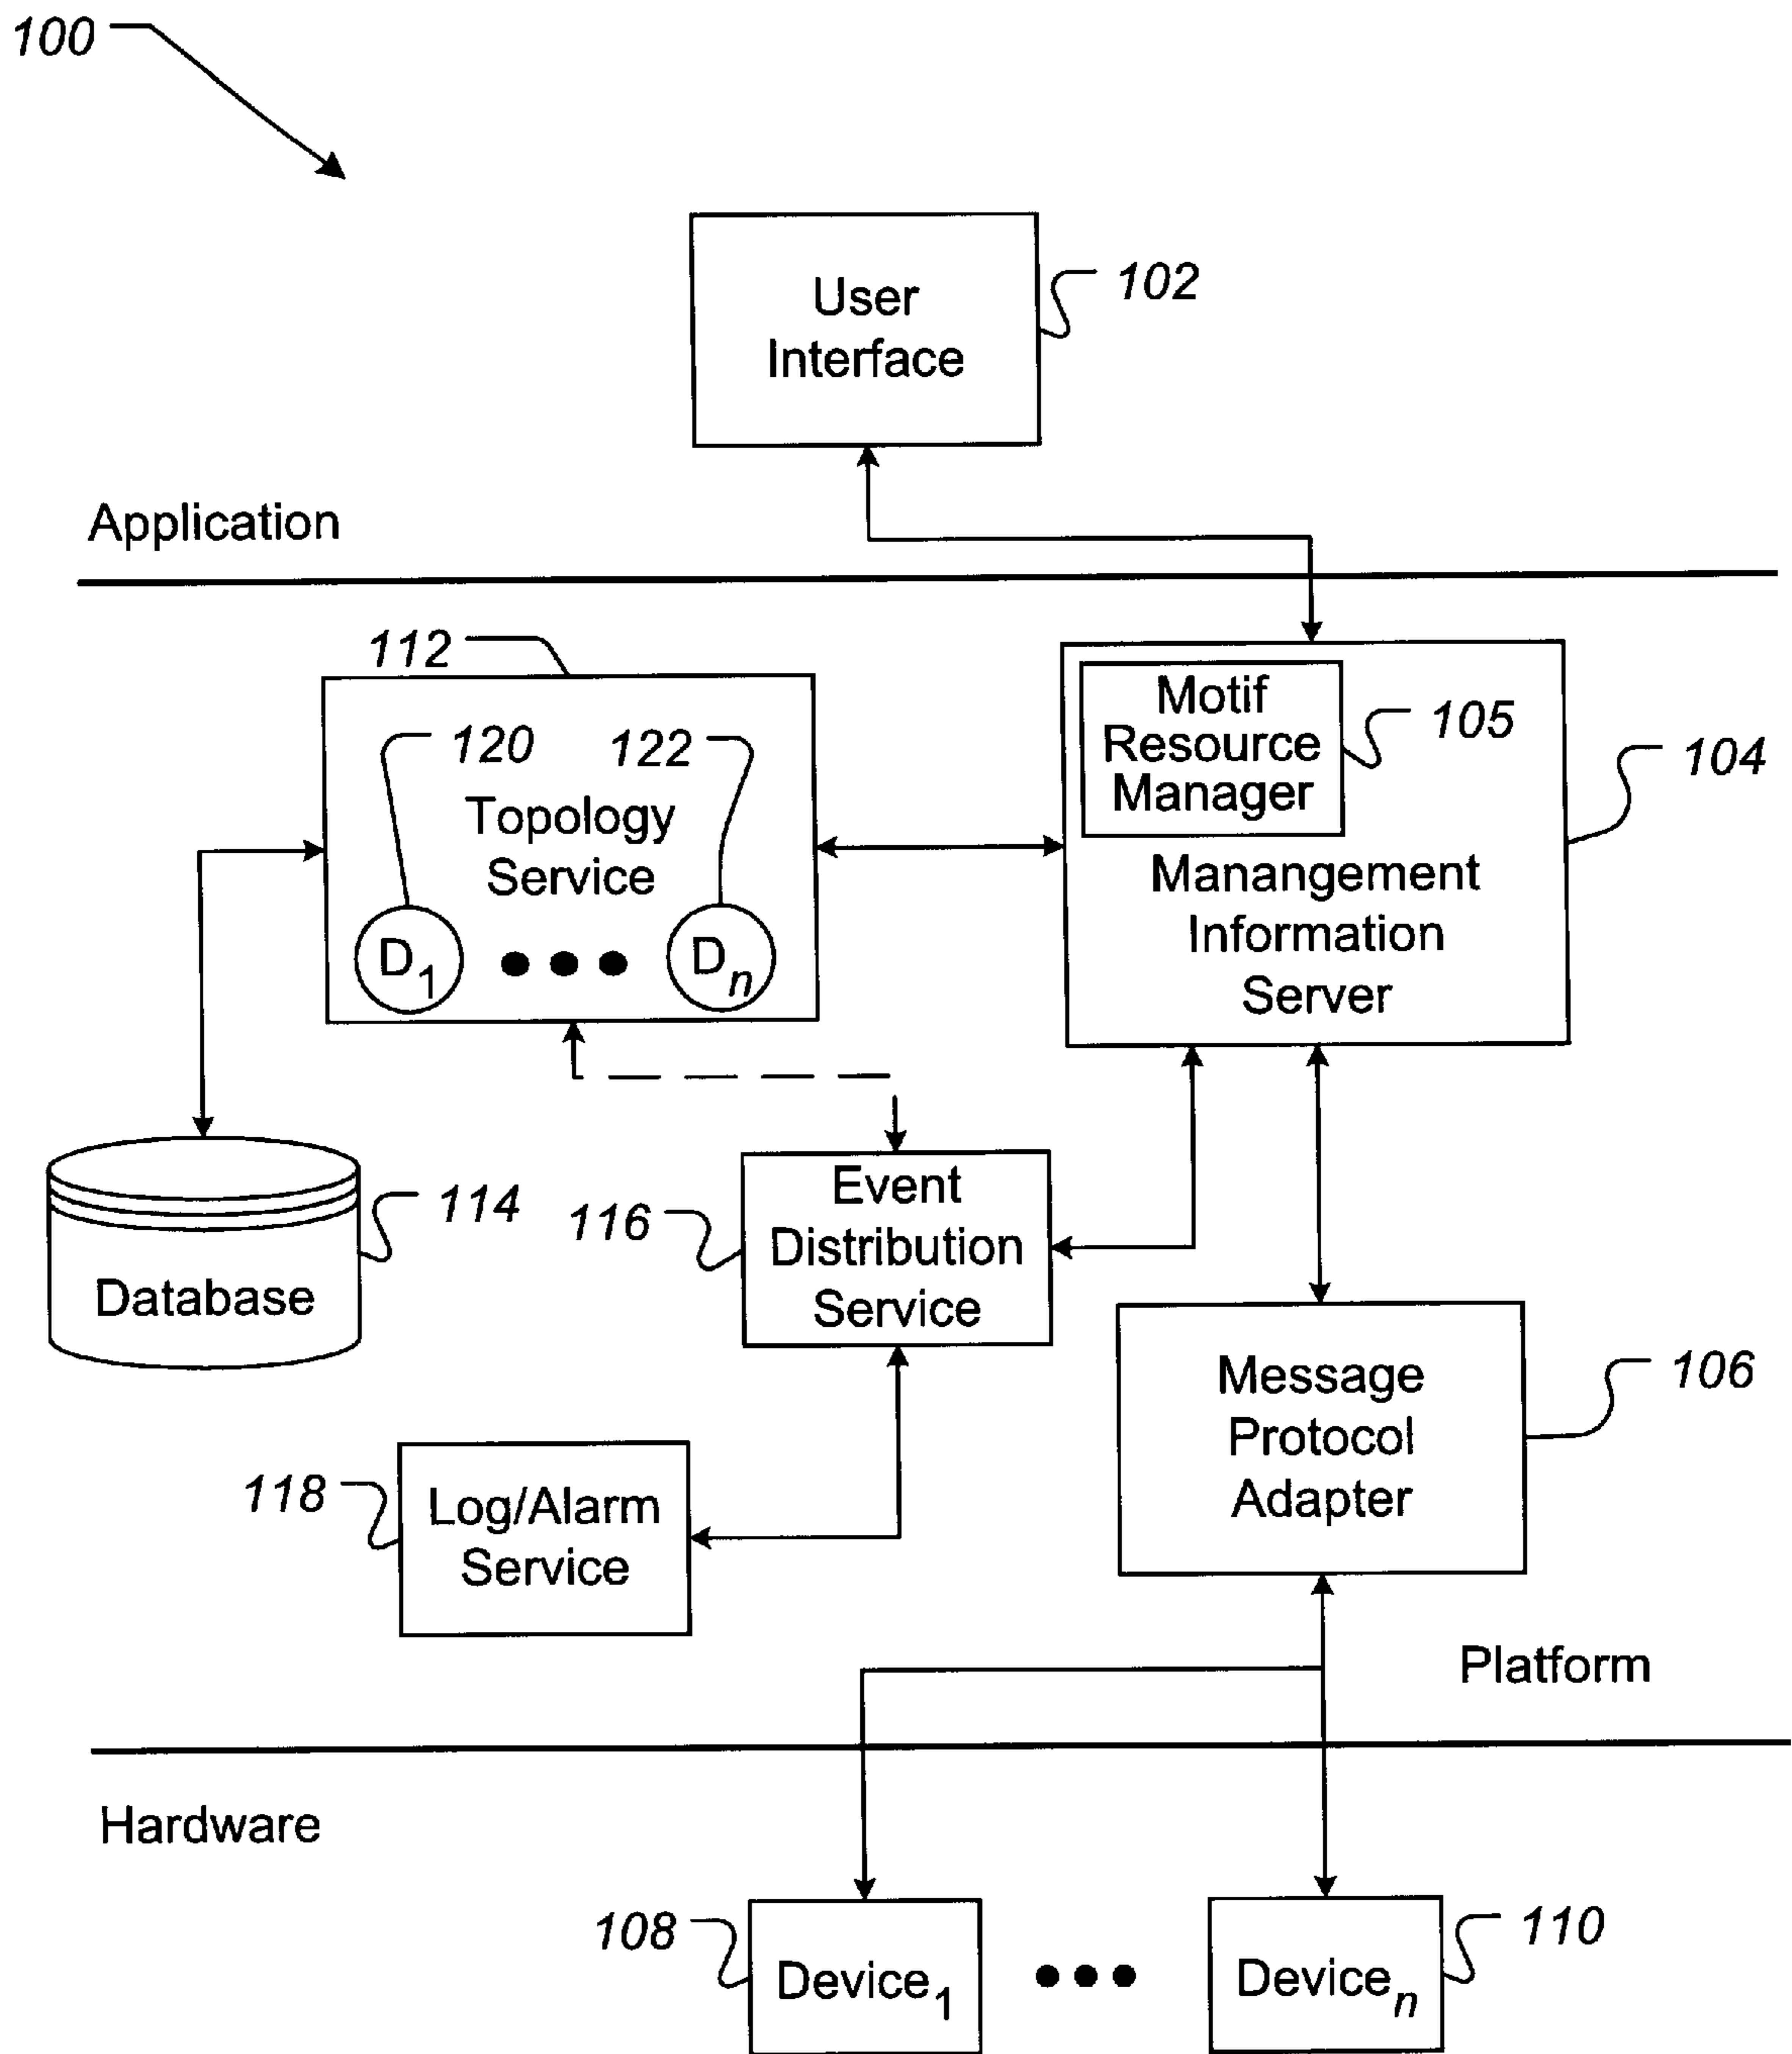 100
User
Interface
102
Application
112
120
122
Topology
Service
D1
Dn
Motif
Resource
Manager
105
104
Manangement
Information
Server
114
Database
116
Event
Distribution
Service
118
Log/Alarm
Service
Message
Protocol
Adapter
106
Platform
Hardware
108
Device1
Devicen
110